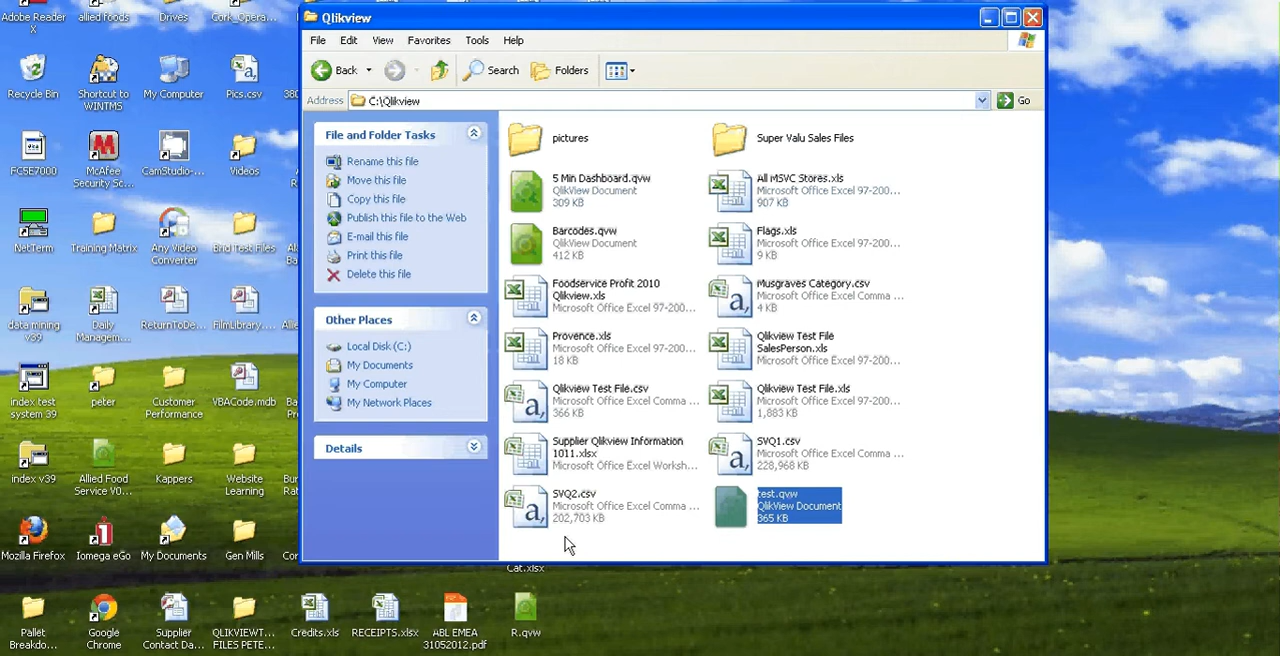 Qlikview
File Edit View Favorites Tools Help
Back Search Folders
Address C:\Qlikview Go
File and Folder Tasks
Rename this file
Move this file
Copy this file
Publish this file to the Web
E-mail this file
Print this file
Delete this file
Other Places
Local Disk (C:)
My Documents
My Computer
My Network Places
Details
pictures
Super Valu Sales Files
5 Min Dashboard.qvw
QlikView Document
309 KB
All MSVC Stores.xls
Microsoft Office Excel 97-200...
907 KB
Barcodes.qvw
QlikView Document
412 KB
Flags.xls
Microsoft Office Excel 97-200...
9 KB
Foodservice Profit 2010
Qlikview.xls
Microsoft Office Excel 97-200...
Musgraves Category.csv
Microsoft Office Excel Comma ...
4 KB
Provence.xls
Microsoft Office Excel 97-200...
18 KB
Qlikview Test File
SalesPerson.xls
Microsoft Office Excel 97-200...
Qlikview Test File.csv
Microsoft Office Excel Comma ...
366 KB
Qlikview Test File.xls
Microsoft Office Excel 97-200...
1,883 KB
Supplier Qlikview Information
1011.xlsx
Microsoft Office Excel Worksh...
SVQ1.csv
Microsoft Office Excel Comma ...
228,968 KB
SVQ2.csv
Microsoft Office Excel Comma ...
202,703 KB
test.qvw
QlikView Document
365 KB
Adobe Reader
X
allied foods
Drives
Cork_Opera...
Recycle Bin
Shortcut to
WINTMS
My Computer
Pics.csv
FC5E7000
McAfee
Security Sc...
CamStudio-...
Videos
NetTerm
Training Matrix
Any Video
Converter
data mining
v39
Daily
Managem...
ReturnToDe...
FilmLibrary....
index test
system 39
peter
Customer
Performance
VBACode.mdb
index v39
Allied Food
Service V0...
Kappers
Website
Learning
Mozilla Firefox
Iomega eGo
My Documents
Gen Mills
Cat.xlsx
Pallet
Breakdo...
Google
Chrome
Supplier
Contact Da...
QLIKVIEWT...
FILES PETE...
Credits.xls
RECEIPTS.xlsx
ABL EMEA
31052012.pdf
R.qvw